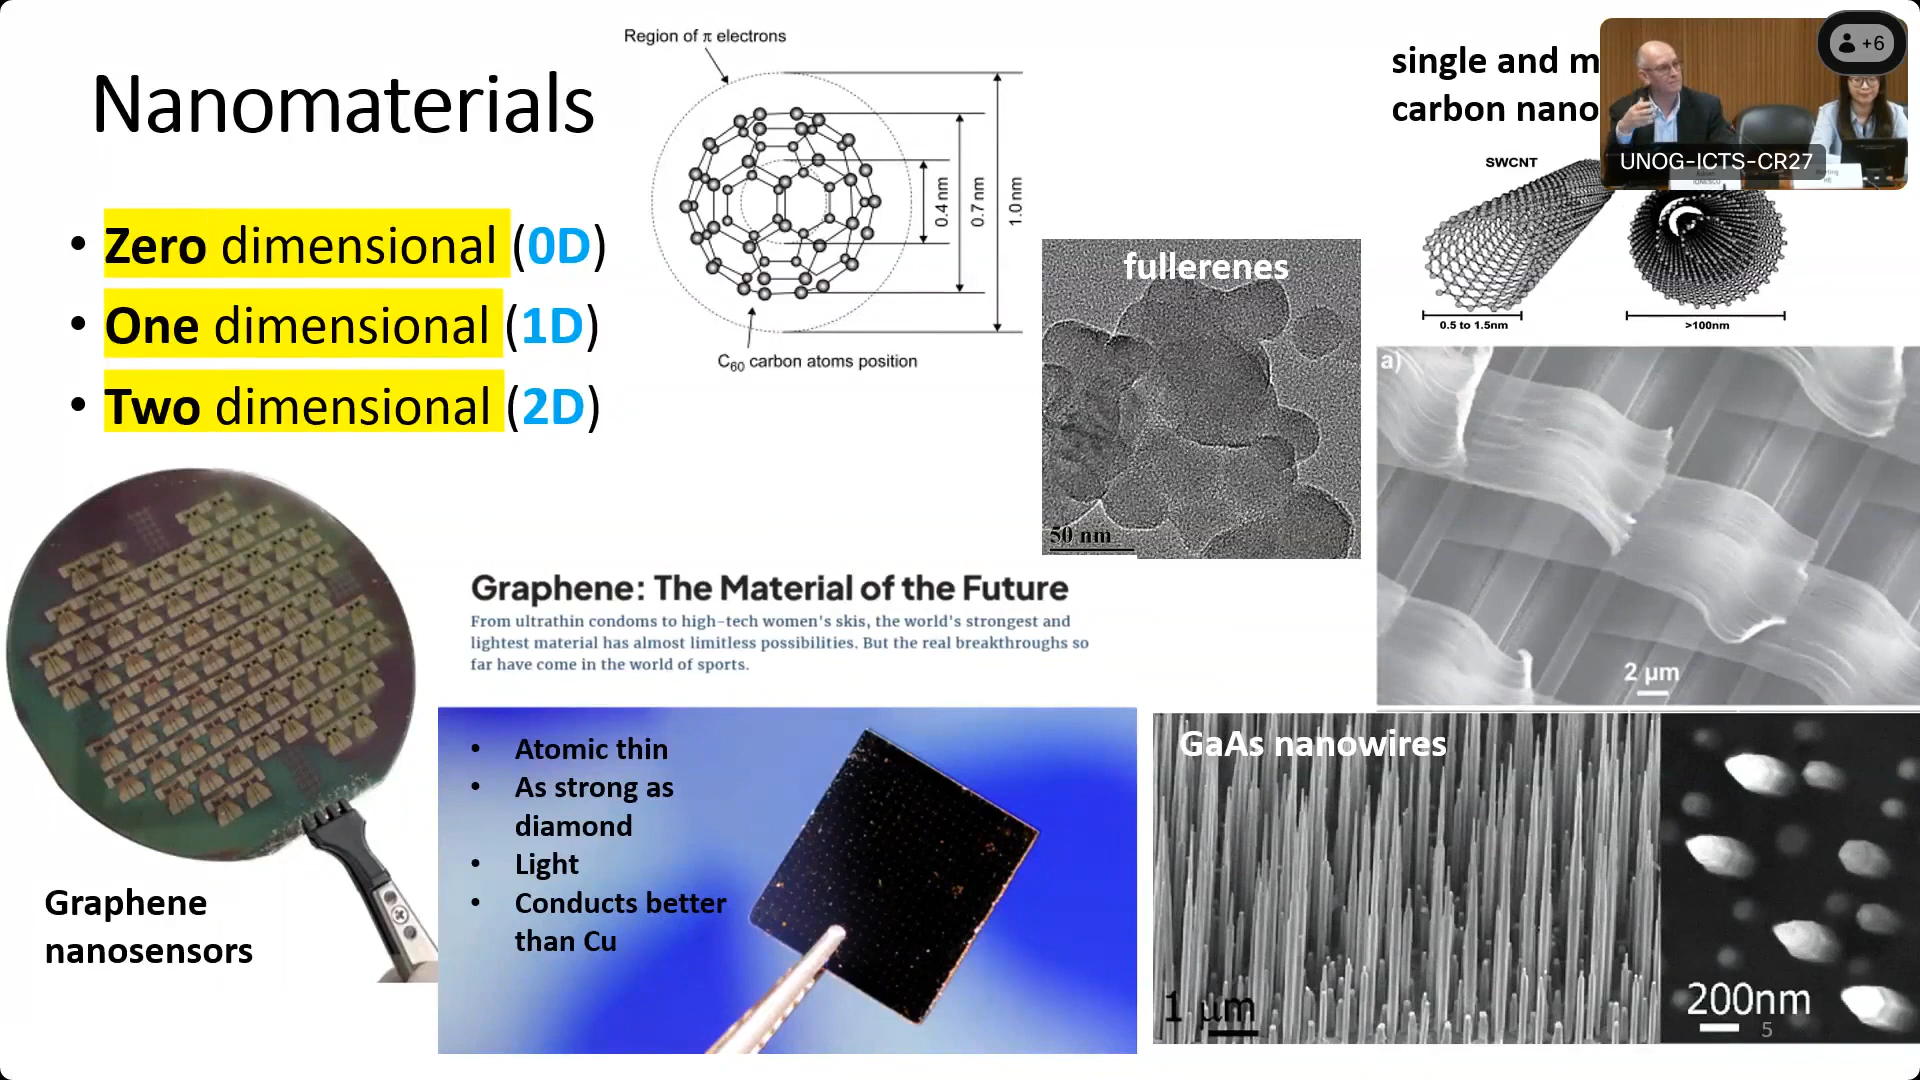 Nanomaterials
• Zero dimensional (0D)
• One dimensional (1D)
• Two dimensional (2D)
Region of π electrons
0.4 nm
0.7 nm
1.0 nm
C60 carbon atoms position
fullerenes
50 nm
single and m
carbon nano
+6
UNOG-ICTS-CR27
SWCNT
0.5 to 1.5nm
>100nm
a)
2 µm
Graphene: The Material of the Future
From ultrathin condoms to high-tech women's skis, the world's strongest and
lightest material has almost limitless possibilities. But the real breakthroughs so
far have come in the world of sports.
• Atomic thin
• As strong as
diamond
• Light
• Conducts better
than Cu
Graphene
nanosensors
GaAs nanowires
1 µm
200nm
5